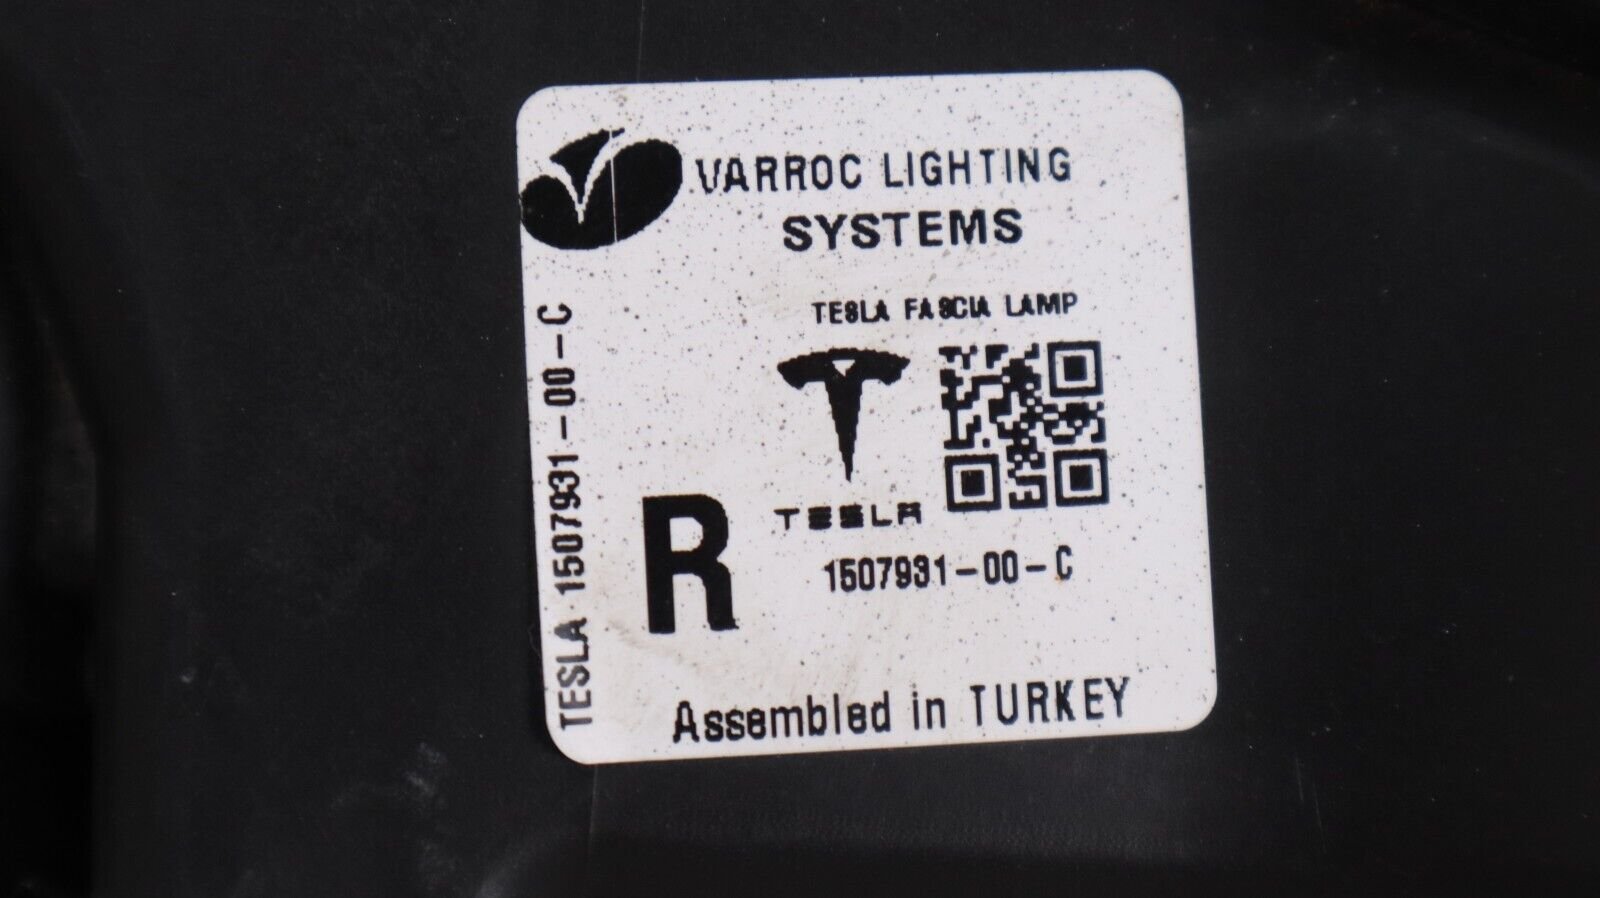 VARROC LIGHTING
SYSTEMS
TESLA FASCIA LAMP
TESLA
R
1507931-00-C
Assembled in TURKEY
TESLA 1507931-00-C